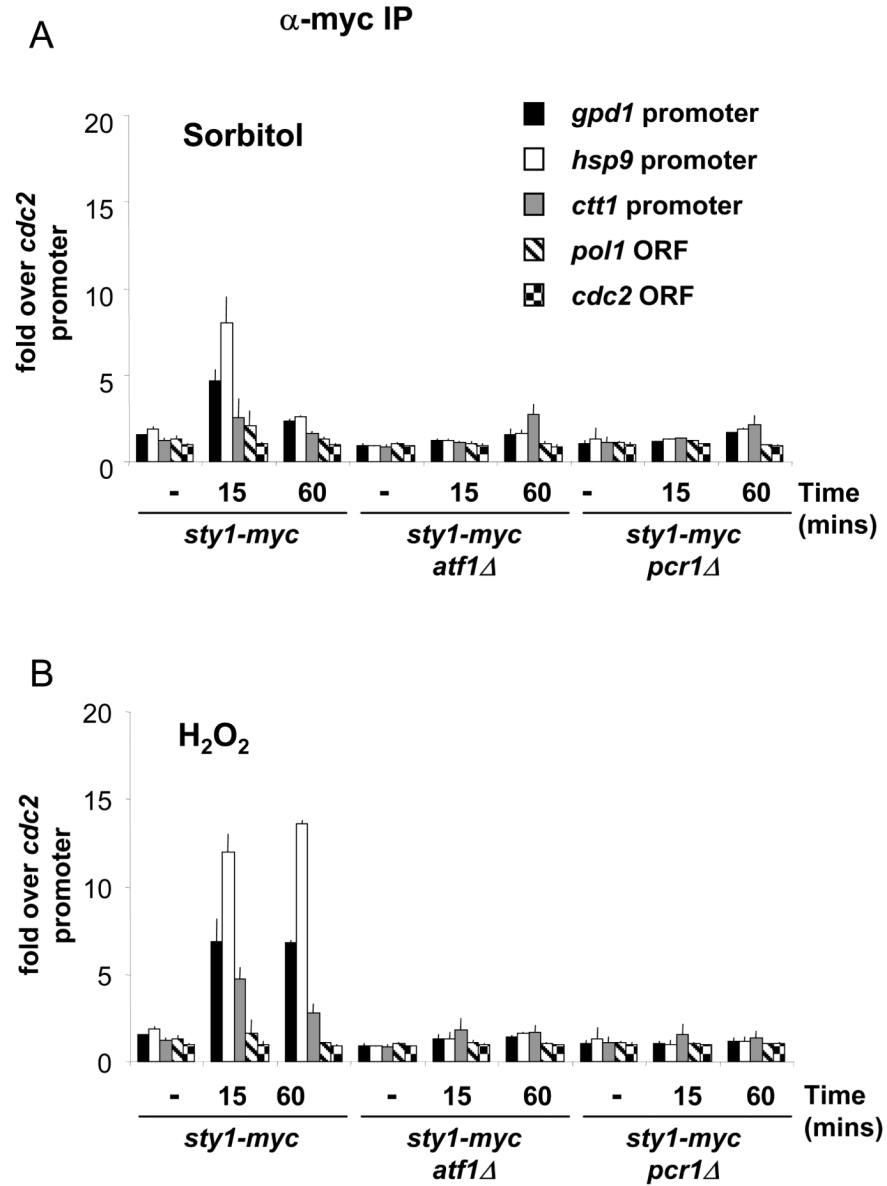 A
α-myc IP
Sorbitol
gpd1 promoter
hsp9 promoter
ctt1 promoter
pol1 ORF
cdc2 ORF
fold over cdc2
promoter
20
15
10
5
0
- 15 60 - 15 60 - 15 60 Time
(mins)
sty1-myc sty1-myc sty1-myc
atf1Δ pcr1Δ
B
H₂O₂
fold over cdc2
promoter
20
15
10
5
0
- 15 60 - 15 60 - 15 60 Time
(mins)
sty1-myc sty1-myc sty1-myc
atf1Δ pcr1Δ